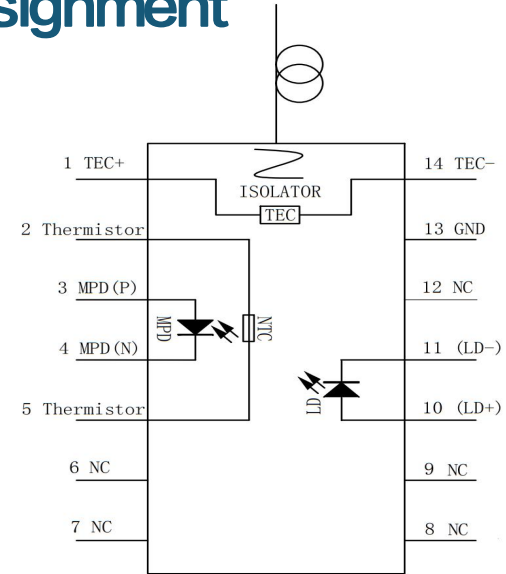 signment
1 TEC+
14 TEC-
ISOLATOR
TEC
2 Thermistor
13 GND
3 MPD(P)
12 NC
MPD
NTC
4 MPD(N)
11 (LD-)
LD
5 Thermistor
10 (LD+)
6 NC
9 NC
7 NC
8 NC